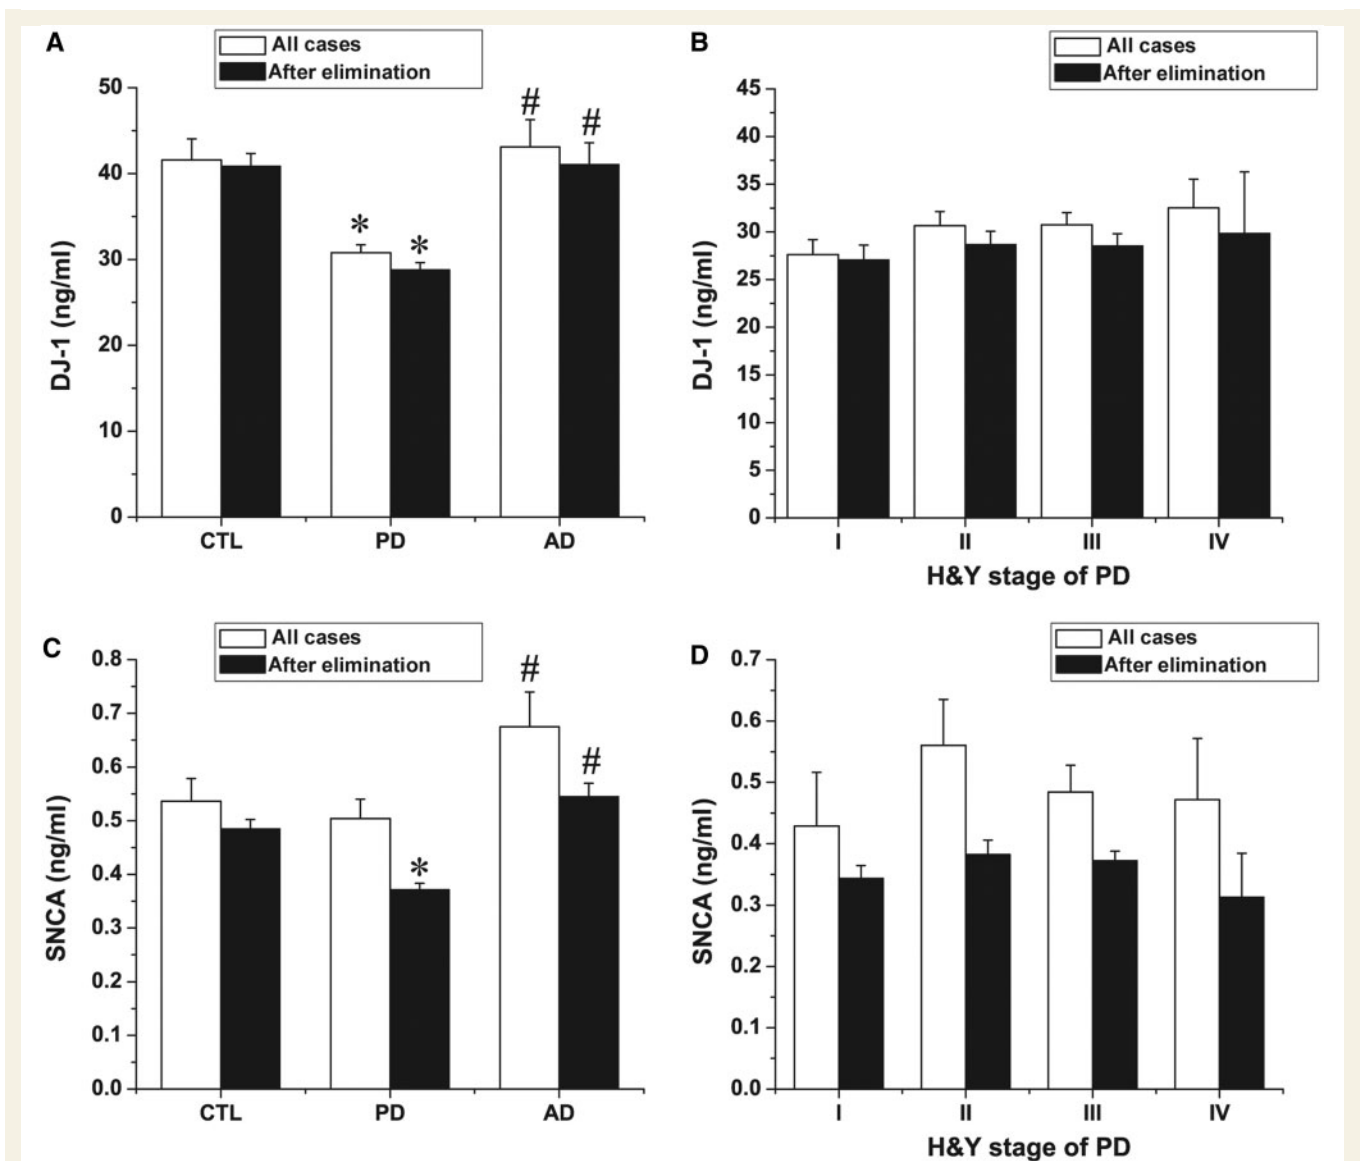 A
All cases
After elimination
50
40
30
20
10
0
DJ-1 (ng/ml)
* * # #
CTL PD AD
B
All cases
After elimination
45
40
35
30
25
20
15
10
5
0
DJ-1 (ng/ml)
I II III IV
H&Y stage of PD
C
All cases
After elimination
0.8
0.7
0.6
0.5
0.4
0.3
0.2
0.1
0.0
SNCA (ng/ml)
* # #
CTL PD AD
D
All cases
After elimination
0.7
0.6
0.5
0.4
0.3
0.2
0.1
0.0
SNCA (ng/ml)
I II III IV
H&Y stage of PD